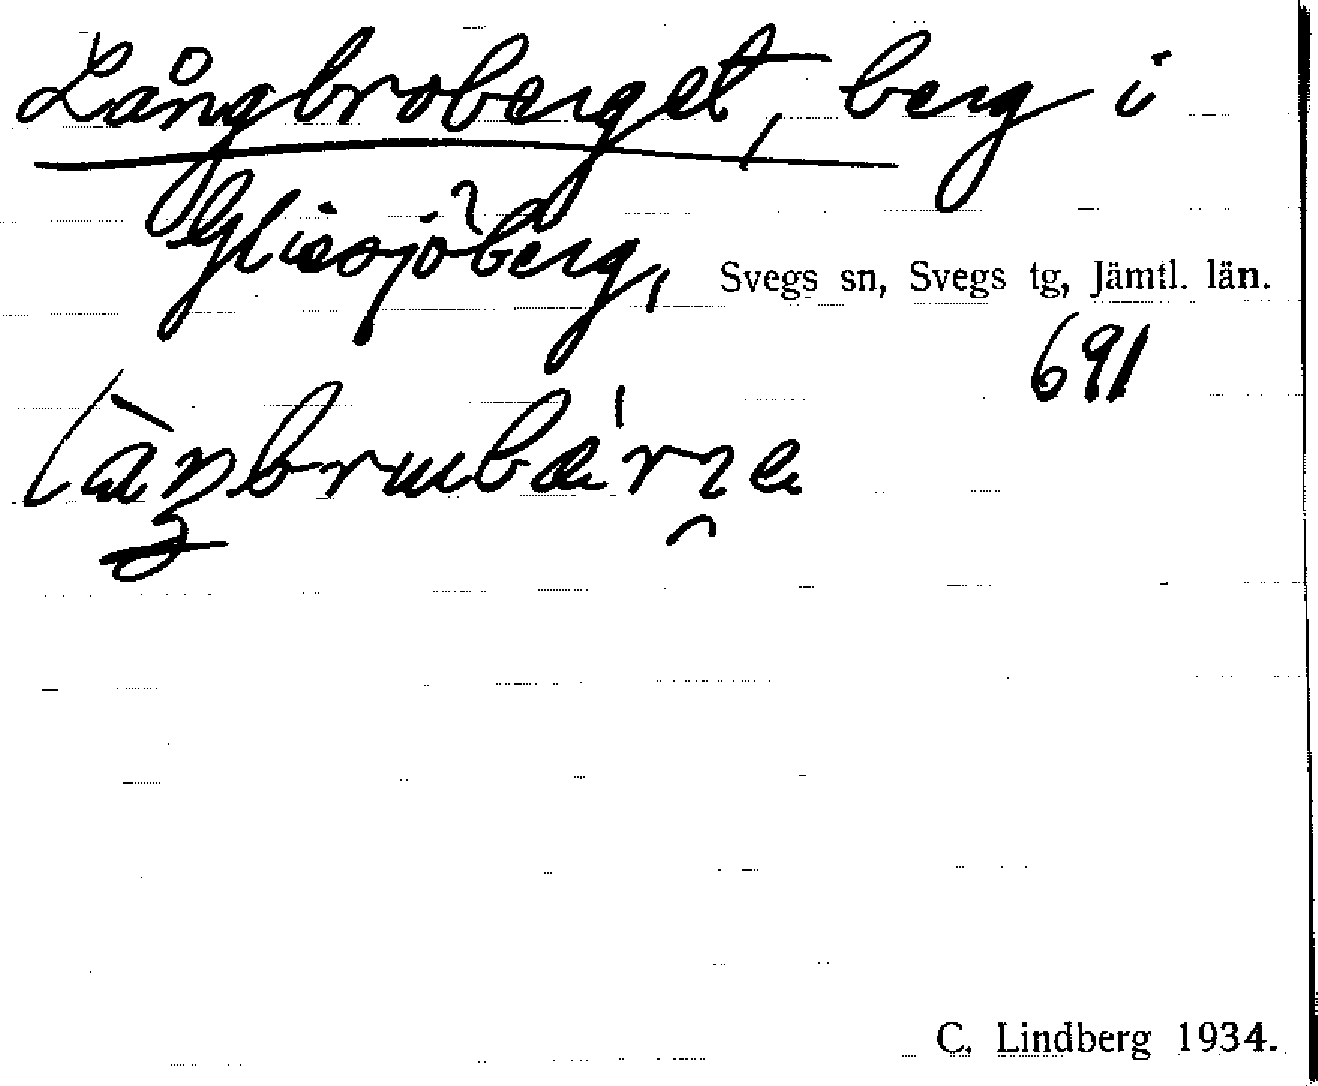 Långbroberget, berg i
Glissjöberg, Svegs sn, Svegs tg, Jämtl. län.
691
C. Lindberg 1934.